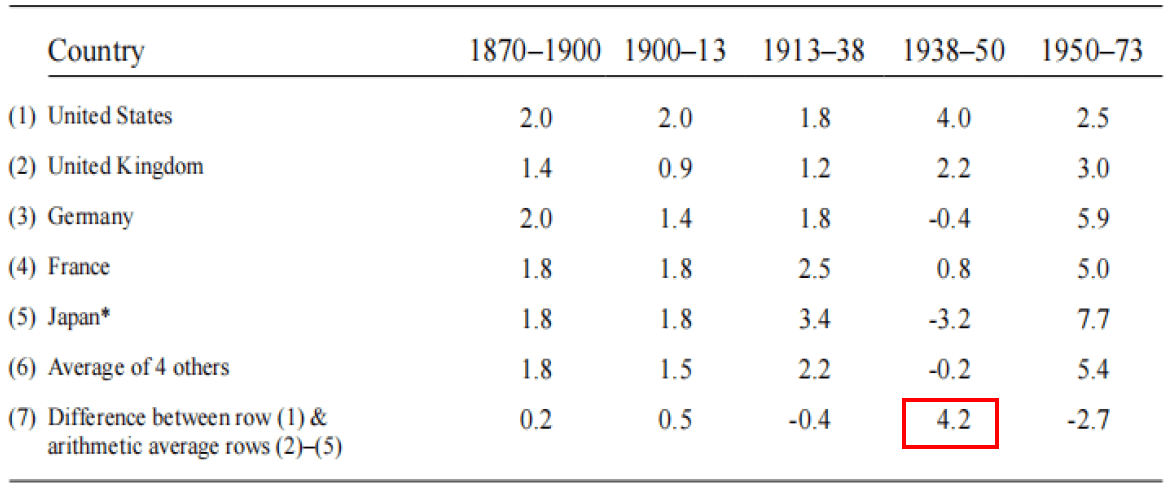 Country 1870–1900 1900–13 1913–38 1938–50 1950–73
(1) United States 2.0 2.0 1.8 4.0 2.5
(2) United Kingdom 1.4 0.9 1.2 2.2 3.0
(3) Germany 2.0 1.4 1.8 -0.4 5.9
(4) France 1.8 1.8 2.5 0.8 5.0
(5) Japan* 1.8 1.8 3.4 -3.2 7.7
(6) Average of 4 others 1.8 1.5 2.2 -0.2 5.4
(7) Difference between row (1) & 0.2 0.5 -0.4 4.2 -2.7
arithmetic average rows (2)–(5)